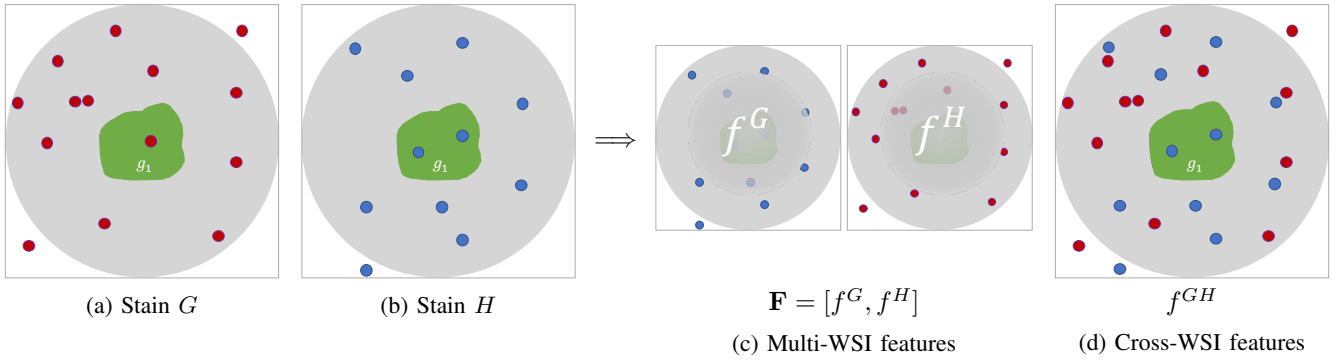 g₁
g₁
⟹
f^G
f^H
g₁
F = [f^G, f^H]
f^{GH}
(a) Stain G
(b) Stain H
(c) Multi-WSI features
(d) Cross-WSI features